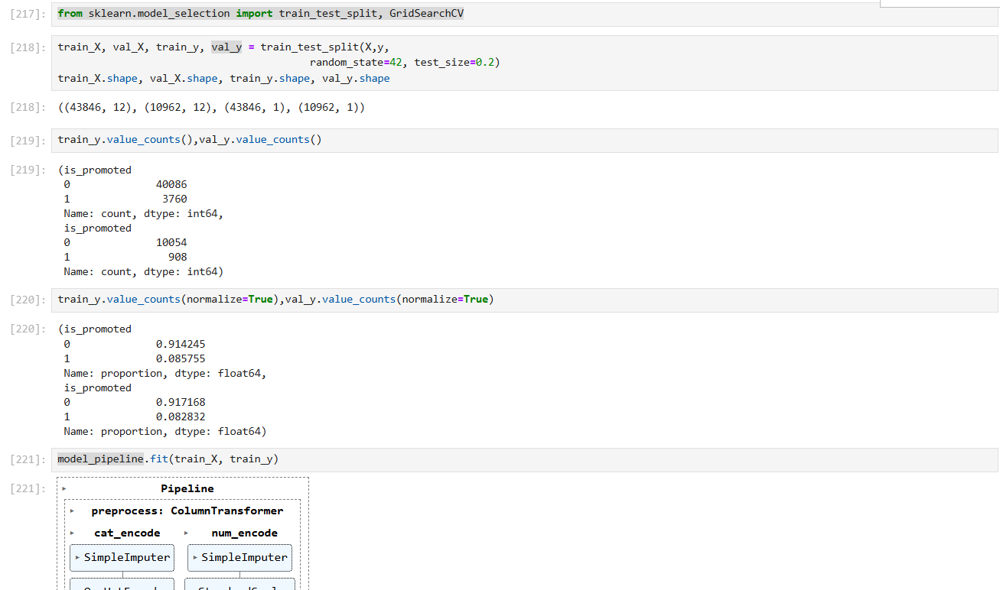 [217]: from sklearn.model_selection import train_test_split, GridSearchCV
[218]: train_X, val_X, train_y, val_y = train_test_split(X,y,
random_state=42, test_size=0.2)
train_X.shape, val_X.shape, train_y.shape, val_y.shape
[218]: ((43846, 12), (10962, 12), (43846, 1), (10962, 1))
[219]: train_y.value_counts(),val_y.value_counts()
[219]: (is_promoted
0 40086
1 3760
Name: count, dtype: int64,
is_promoted
0 10054
1 908
Name: count, dtype: int64)
[220]: train_y.value_counts(normalize=True),val_y.value_counts(normalize=True)
[220]: (is_promoted
0 0.914245
1 0.085755
Name: proportion, dtype: float64,
is_promoted
0 0.917168
1 0.082832
Name: proportion, dtype: float64)
[221]: model_pipeline.fit(train_X, train_y)
[221]: Pipeline
preprocess: ColumnTransformer
cat_encode num_encode
SimpleImputer SimpleImputer